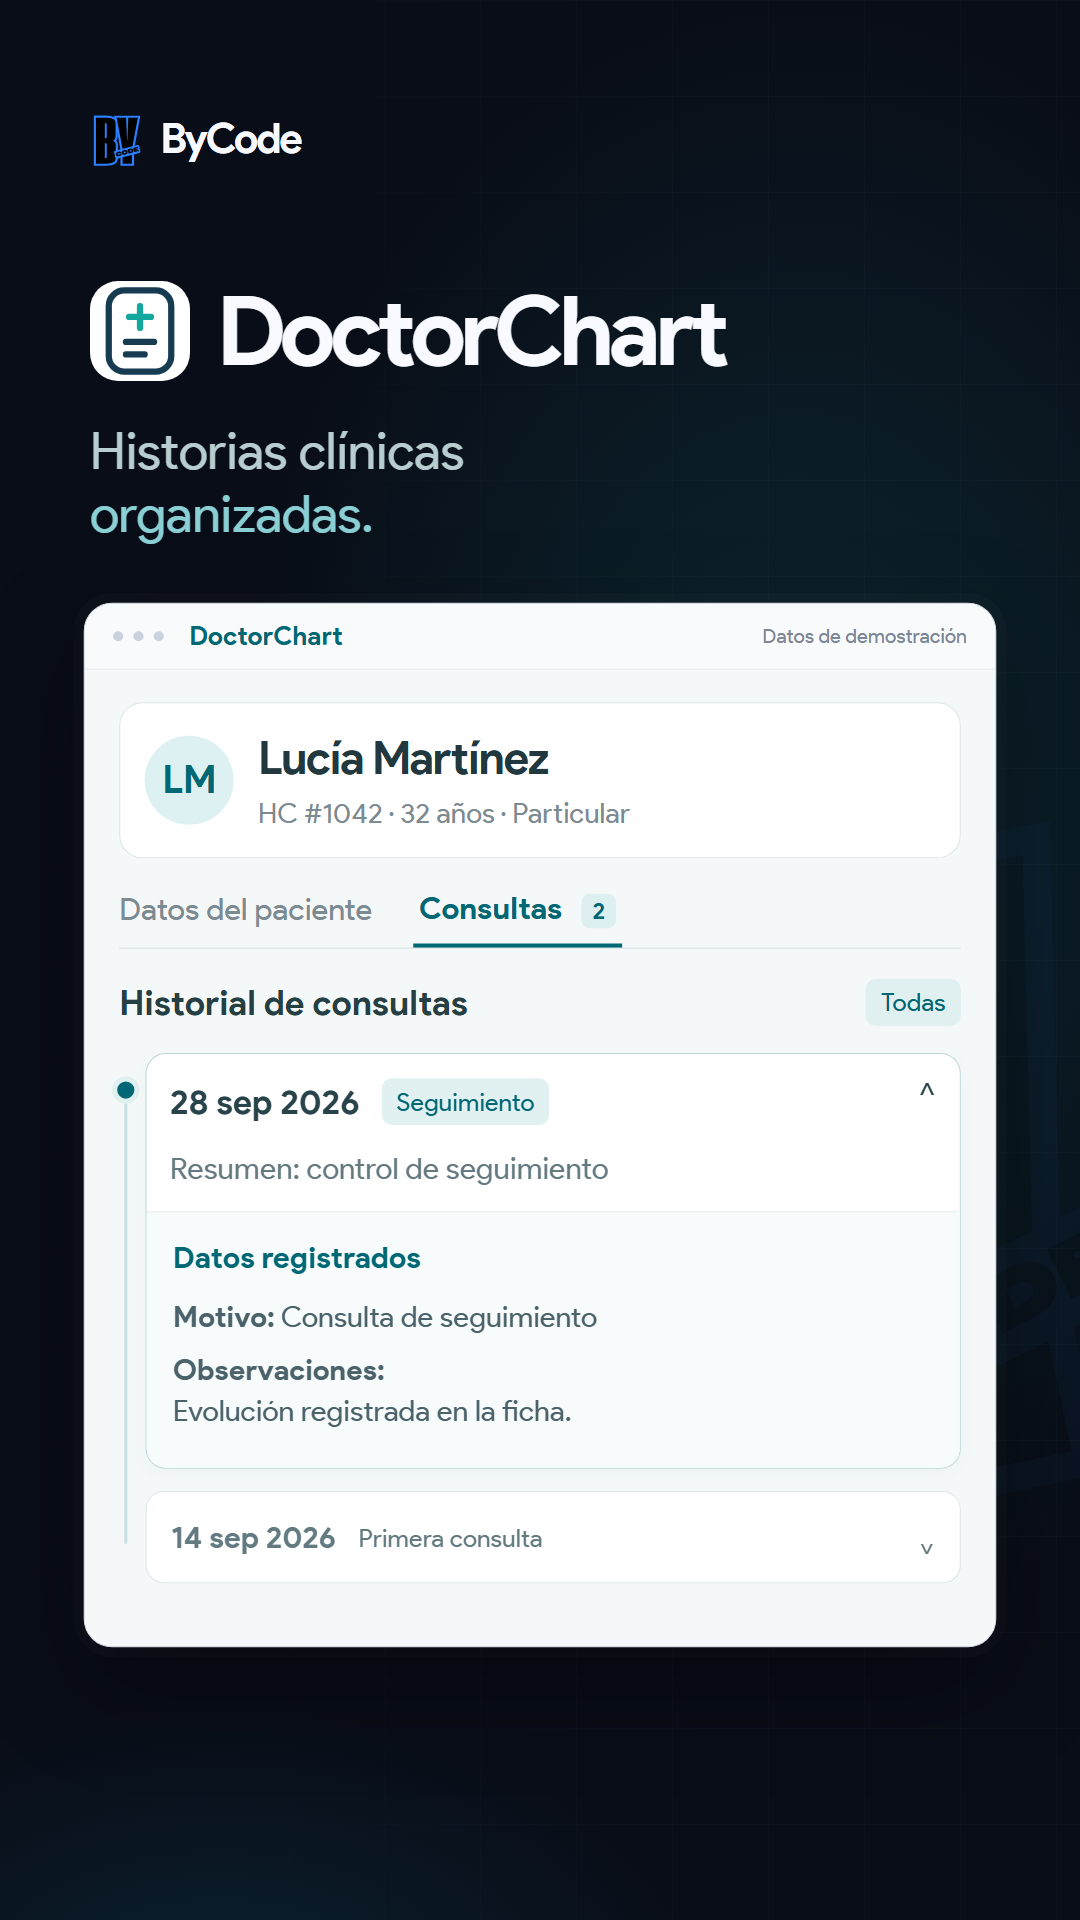 BY
ByCode
DoctorChart
Historias clínicas
organizadas.
DoctorChart
Datos de demostración
LM
Lucía Martínez
HC #1042 · 32 años · Particular
Datos del paciente
Consultas 2
Historial de consultas
Todas
28 sep 2026 Seguimiento
Resumen: control de seguimiento
Datos registrados
Motivo: Consulta de seguimiento
Observaciones:
Evolución registrada en la ficha.
14 sep 2026 Primera consulta